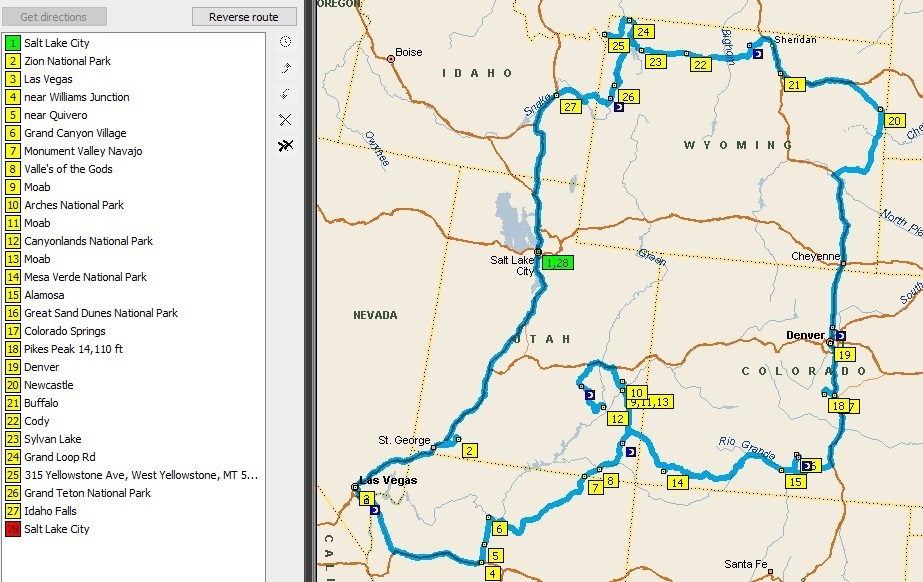 Get directions
Reverse route
1 Salt Lake City
2 Zion National Park
3 Las Vegas
4 near Williams Junction
5 near Quivero
6 Grand Canyon Village
7 Monument Valley Navajo
8 Valle's of the Gods
9 Moab
10 Arches National Park
11 Moab
12 Canyonlands National Park
13 Moab
14 Mesa Verde National Park
15 Alamosa
16 Great Sand Dunes National Park
17 Colorado Springs
18 Pikes Peak 14,110 ft
19 Denver
20 Newcastle
21 Buffalo
22 Cody
23 Sylvan Lake
24 Grand Loop Rd
25 315 Yellowstone Ave, West Yellowstone, MT 5...
26 Grand Teton National Park
27 Idaho Falls
28 Salt Lake City
OREGON
Boise
IDAHO
Snake
Owyhee
24
25
23
22
Bighorn
Sheridan
21
20
26
27
WYOMING
North Pla
Cheyenne
Salt Lake
City
1,28
Green
South
NEVADA
UTAH
Denver
19
COLORADO
10
9,11,13
12
18
7
St. George
2
Rio Grande
6
15
14
8
7
Las Vegas
3
6
5
4
CALI
Santa Fe